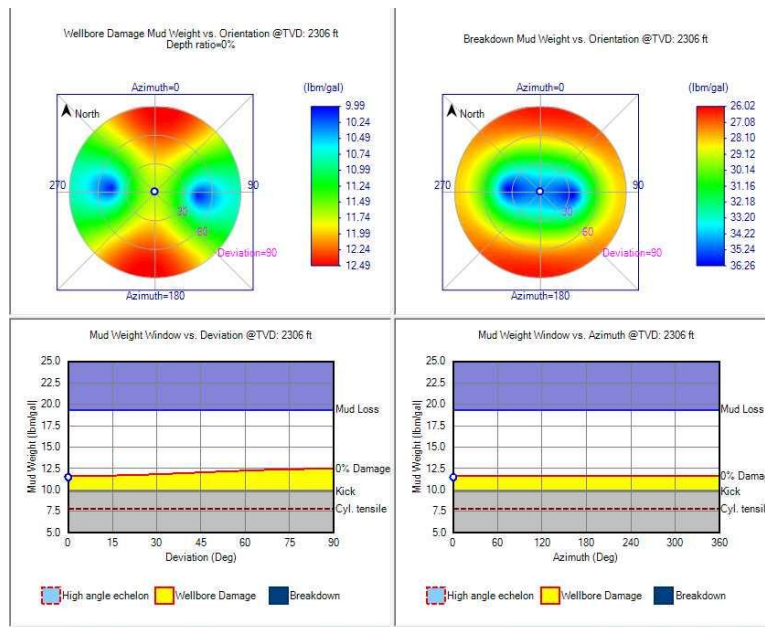 Wellbore Damage Mud Weight vs. Orientation @TVD: 2306 ft
Depth ratio=0%
Azimuth=0
(lbm/gal)
North
270
90
30
60
Deviation=90
Azimuth=180
9.99
10.24
10.49
10.74
10.99
11.24
11.49
11.74
11.99
12.24
12.49
Breakdown Mud Weight vs. Orientation @TVD: 2306 ft
Azimuth=0
(lbm/gal)
North
270
90
30
60
Deviation=90
Azimuth=180
26.02
27.08
28.10
29.12
30.14
31.16
32.18
33.20
34.22
35.24
36.26
Mud Weight Window vs. Deviation @TVD: 2306 ft
Mud Weight (lbm/gal)
25.0
22.5
20.0
17.5
15.0
12.5
10.0
7.5
5.0
Mud Loss
0% Damage
Kick
Cyl. tensile
0
15
30
45
60
75
90
Deviation (Deg)
High angle echelon
Wellbore Damage
Breakdown
Mud Weight Window vs. Azimuth @TVD: 2306 ft
Mud Weight (lbm/gal)
25.0
22.5
20.0
17.5
15.0
12.5
10.0
7.5
5.0
Mud Loss
0% Damag
Kick
Cyl. tensile
0
60
120
180
240
300
360
Azimuth (Deg)
High angle echelon
Wellbore Damage
Breakdown